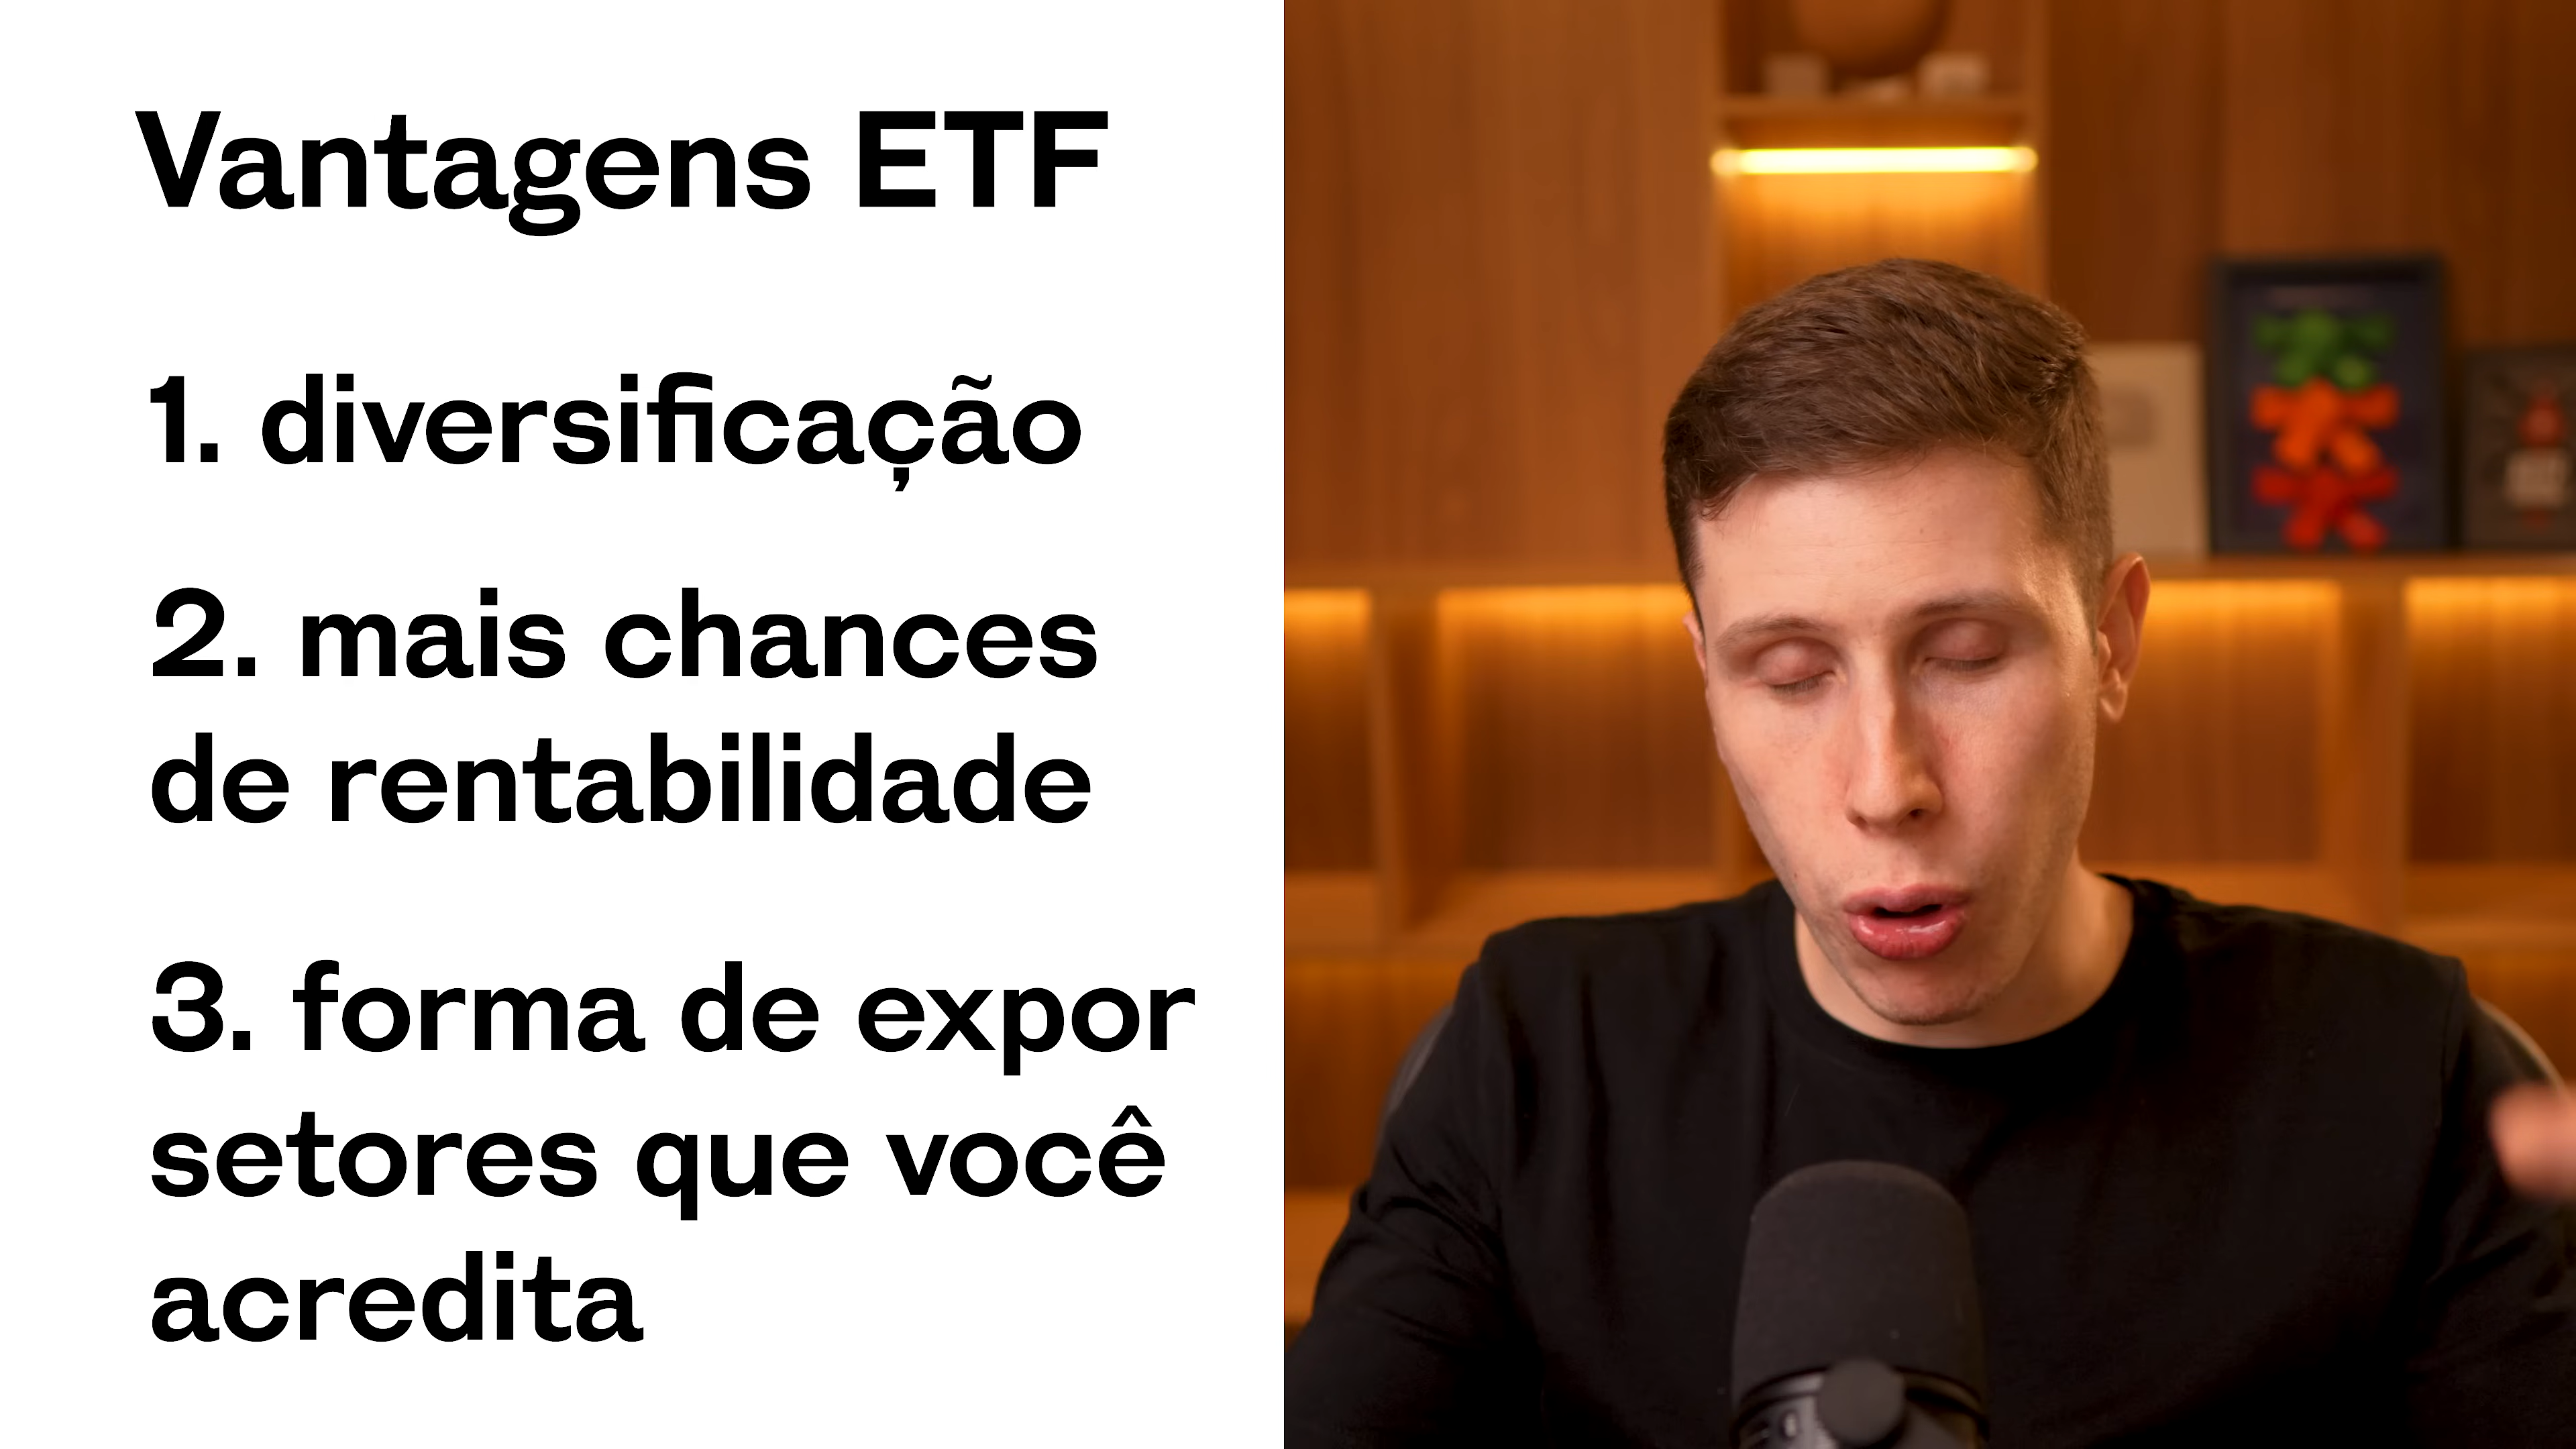 Vantagens ETF
1. diversificação
2. mais chances
de rentabilidade
3. forma de expor
setores que você
acredita